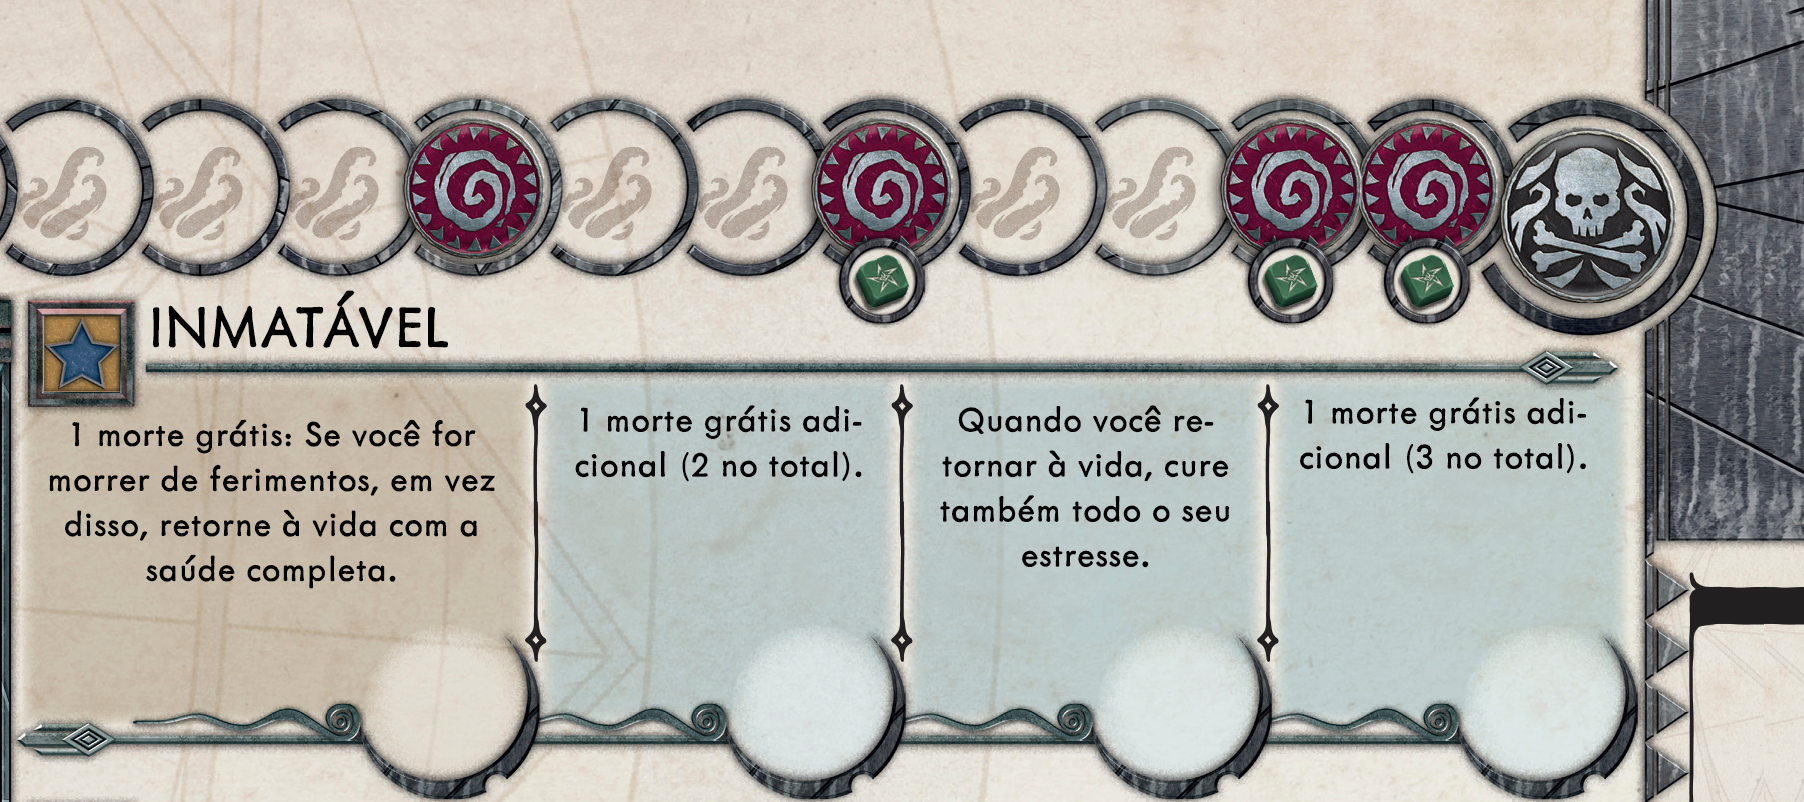 INMATÁVEL
1 morte grátis: Se você for
morrer de ferimentos, em vez
disso, retorne à vida com a
saúde completa.
1 morte grátis adi-
cional (2 no total).
Quando você re-
tornar à vida, cure
também todo o seu
estresse.
1 morte grátis adi-
cional (3 no total).